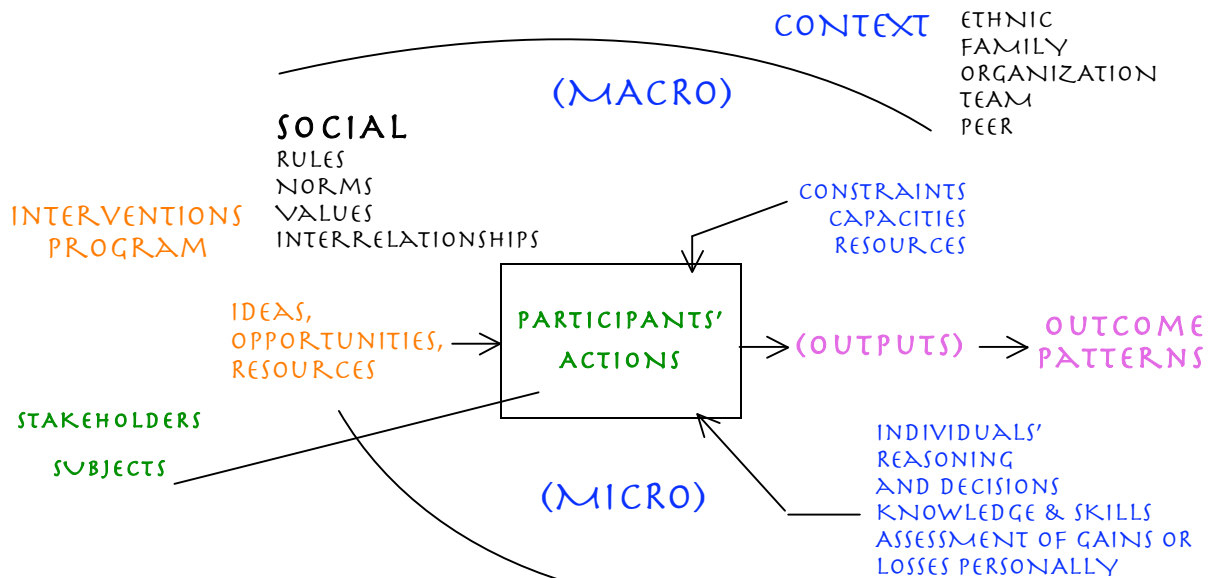 CONTEXT
ETHNIC
FAMILY
ORGANIZATION
TEAM
PEER
(MACRO)
SOCIAL
RULES
NORMS
VALUES
INTERRELATIONSHIPS
INTERVENTIONS
PROGRAM
CONSTRAINTS
CAPACITIES
RESOURCES
IDEAS,
OPPORTUNITIES,
RESOURCES
PARTICIPANTS’
ACTIONS
(OUTPUTS)
OUTCOME
PATTERNS
STAKEHOLDERS
SUBJECTS
(MICRO)
INDIVIDUALS’
REASONING
AND DECISIONS
KNOWLEDGE & SKILLS
ASSESSMENT OF GAINS OR
LOSSES PERSONALLY